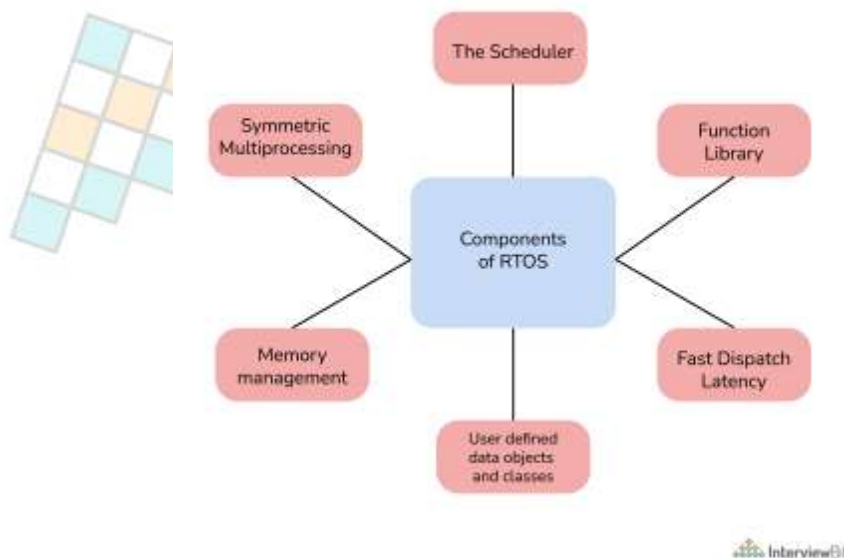 The Scheduler
Symmetric
Multiprocessing
Function
Library
Components
of RTOS
Memory
management
Fast Dispatch
Latency
User defined
data objects
and classes
InterviewBit